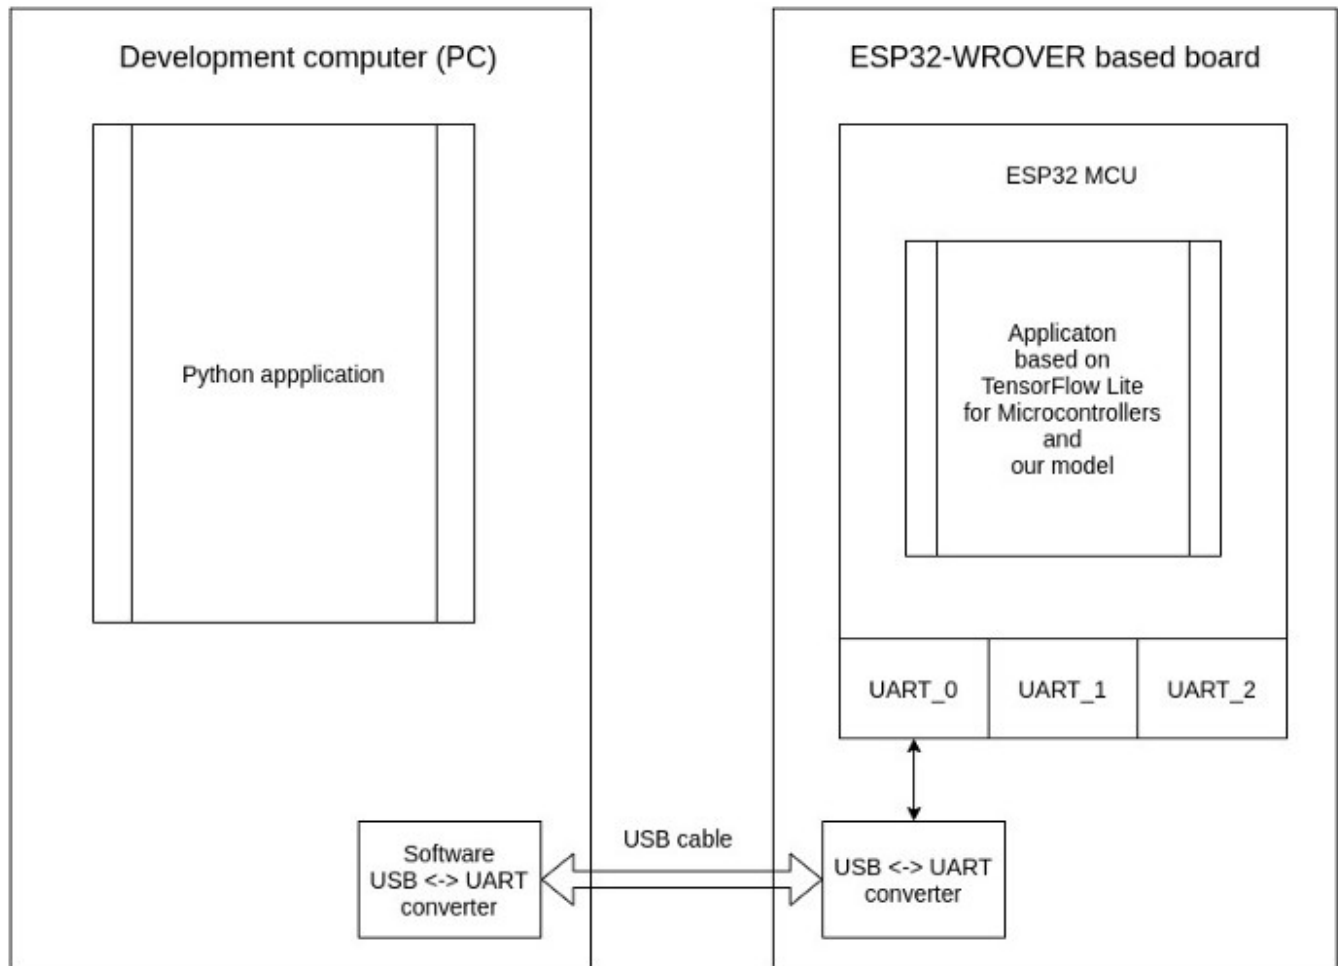 Development computer (PC)
ESP32-WROVER based board
ESP32 MCU
Python appplication
Applicaton
based on
TensorFlow Lite
for Microcontrollers
and
our model
UART_0
UART_1
UART_2
USB cable
Software
USB <-> UART
converter
USB <-> UART
converter